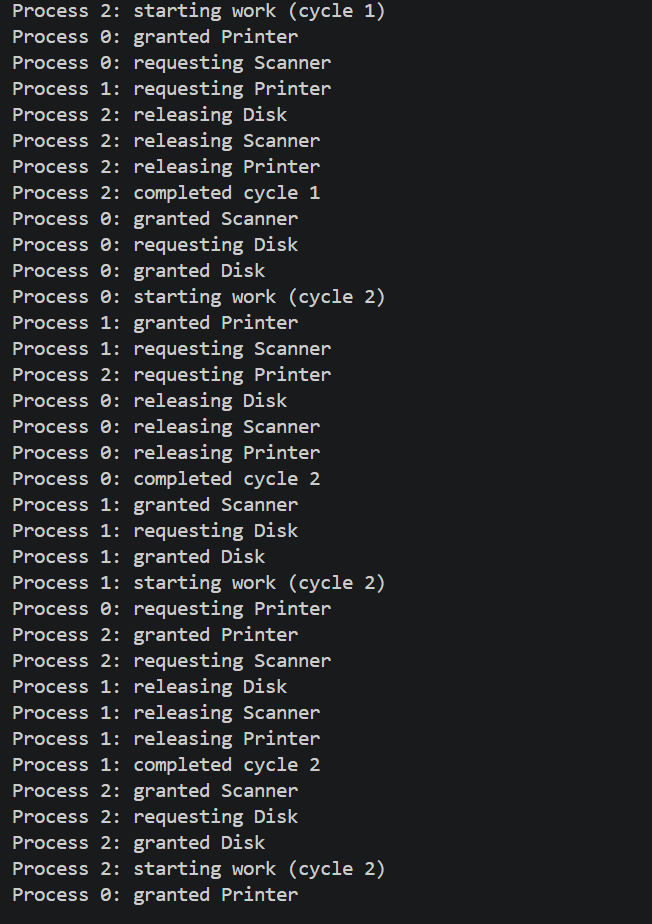 Process 2: starting work (cycle 1)
Process 0: granted Printer
Process 0: requesting Scanner
Process 1: requesting Printer
Process 2: releasing Disk
Process 2: releasing Scanner
Process 2: releasing Printer
Process 2: completed cycle 1
Process 0: granted Scanner
Process 0: requesting Disk
Process 0: granted Disk
Process 0: starting work (cycle 2)
Process 1: granted Printer
Process 1: requesting Scanner
Process 2: requesting Printer
Process 0: releasing Disk
Process 0: releasing Scanner
Process 0: releasing Printer
Process 0: completed cycle 2
Process 1: granted Scanner
Process 1: requesting Disk
Process 1: granted Disk
Process 1: starting work (cycle 2)
Process 0: requesting Printer
Process 2: granted Printer
Process 2: requesting Scanner
Process 1: releasing Disk
Process 1: releasing Scanner
Process 1: releasing Printer
Process 1: completed cycle 2
Process 2: granted Scanner
Process 2: requesting Disk
Process 2: granted Disk
Process 2: starting work (cycle 2)
Process 0: granted Printer